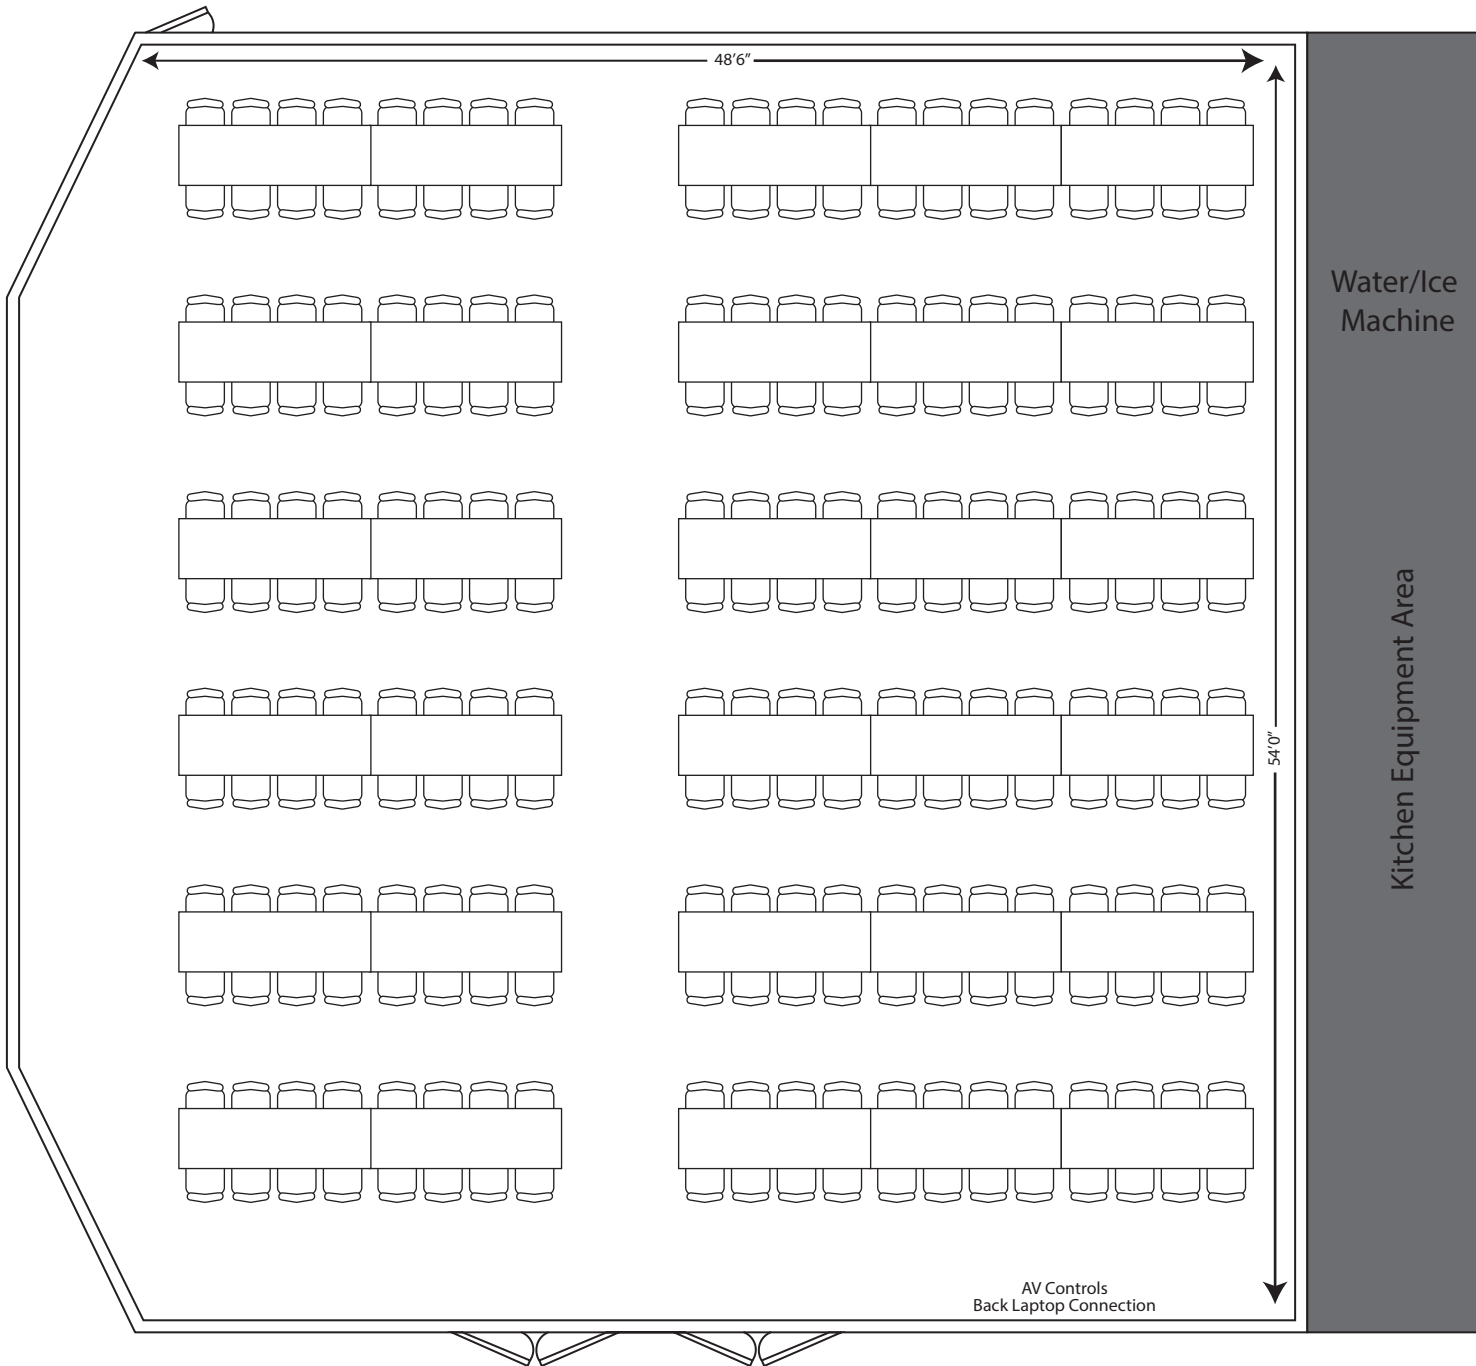 48’6”
Water/Ice
Machine
Kitchen Equipment Area
54’0”
AV Controls
Back Laptop Connection